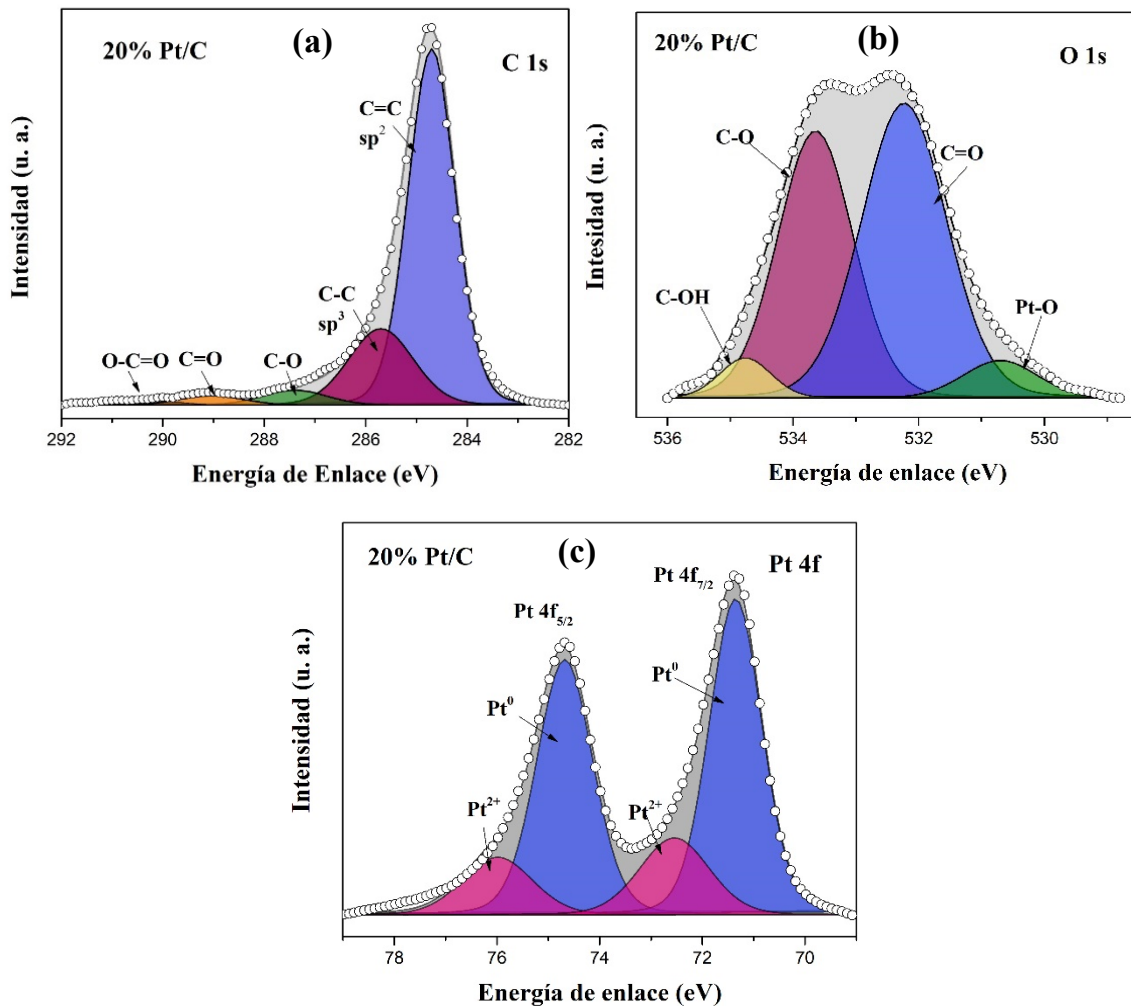 20% Pt/C
(a)
C 1s
C=C
sp²
C-C
sp³
O-C=O
C=O
C-O
292
290
288
286
284
282
Energía de Enlace (eV)
Intensidad (u. a.)
20% Pt/C
(b)
O 1s
C-O
C=O
C-OH
Pt-O
536
534
532
530
Energía de enlace (eV)
Intesidad (u. a.)
20% Pt/C
(c)
Pt 4f
Pt 4f₇/₂
Pt 4f₅/₂
Pt⁰
Pt⁰
Pt²⁺
Pt²⁺
78
76
74
72
70
Energía de enlace (eV)
Intensidad (u. a.)